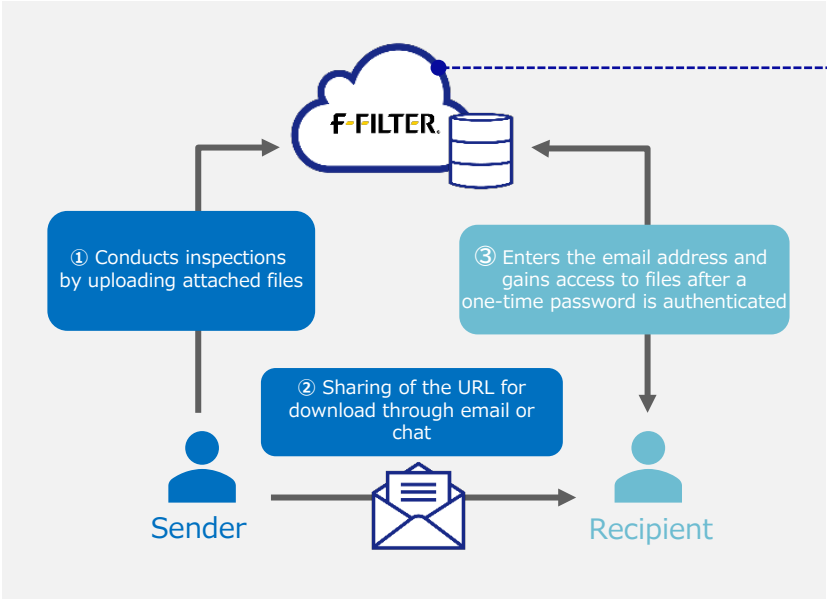 F-FILTER.
① Conducts inspections
by uploading attached files
③ Enters the email address and
gains access to files after a
one-time password is authenticated
② Sharing of the URL for
download through email or
chat
Sender
Recipient